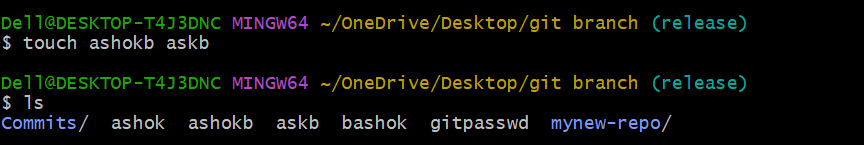 Dell@DESKTOP-T4J3DNC MINGW64 ~/OneDrive/Desktop/git branch (release)
$ touch ashokb askb
Dell@DESKTOP-T4J3DNC MINGW64 ~/OneDrive/Desktop/git branch (release)
$ ls
Commits/  ashok  ashokb  askb  bashok  gitpasswd  mynew-repo/